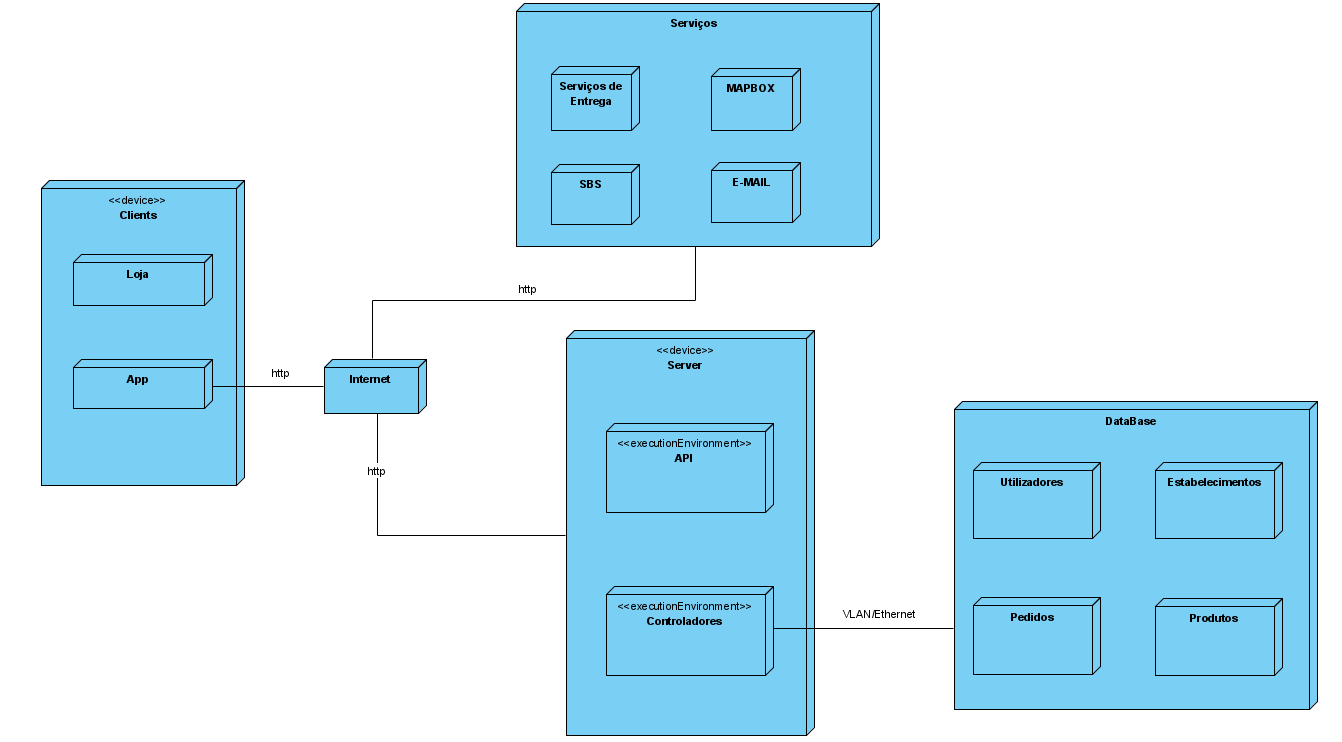 Serviços
Serviços de
Entrega
MAPBOX
SBS
E-MAIL
<<device>>
Clients
Loja
App
http
http
Internet
http
<<device>>
Server
<<executionEnvironment>>
API
<<executionEnvironment>>
Controladores
VLAN/Ethernet
DataBase
Utilizadores
Estabelecimentos
Pedidos
Produtos